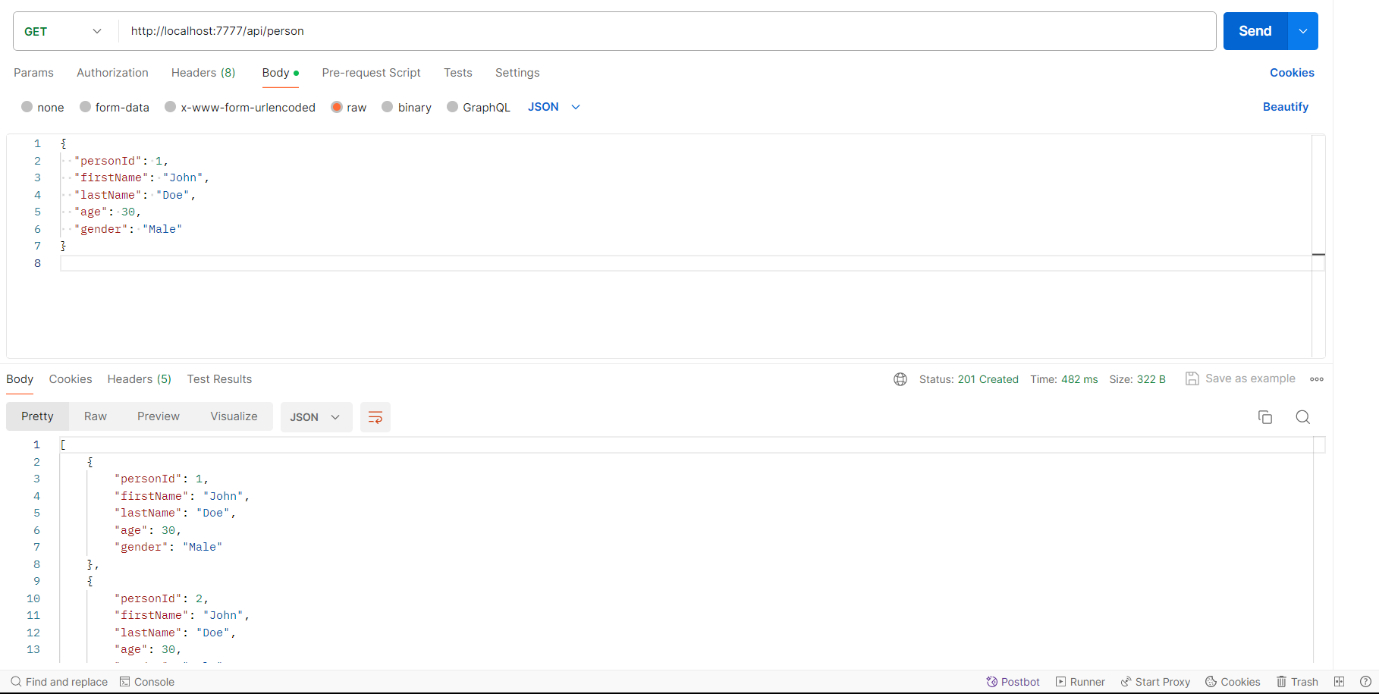 GET http://localhost:7777/api/person Send
Params Authorization Headers (8) Body Pre-request Script Tests Settings Cookies
none form-data x-www-form-urlencoded raw binary GraphQL JSON Beautify
1 {
2 "personId": 1,
3 "firstName": "John",
4 "lastName": "Doe",
5 "age": 30,
6 "gender": "Male"
7 }
8
Body Cookies Headers (5) Test Results Status: 201 Created Time: 482 ms Size: 322 B Save as example
Pretty Raw Preview Visualize JSON
1 [
2 {
3 "personId": 1,
4 "firstName": "John",
5 "lastName": "Doe",
6 "age": 30,
7 "gender": "Male"
8 },
9 {
10 "personId": 2,
11 "firstName": "John",
12 "lastName": "Doe",
13 "age": 30,
Find and replace Console Postbot Runner Start Proxy Cookies Trash